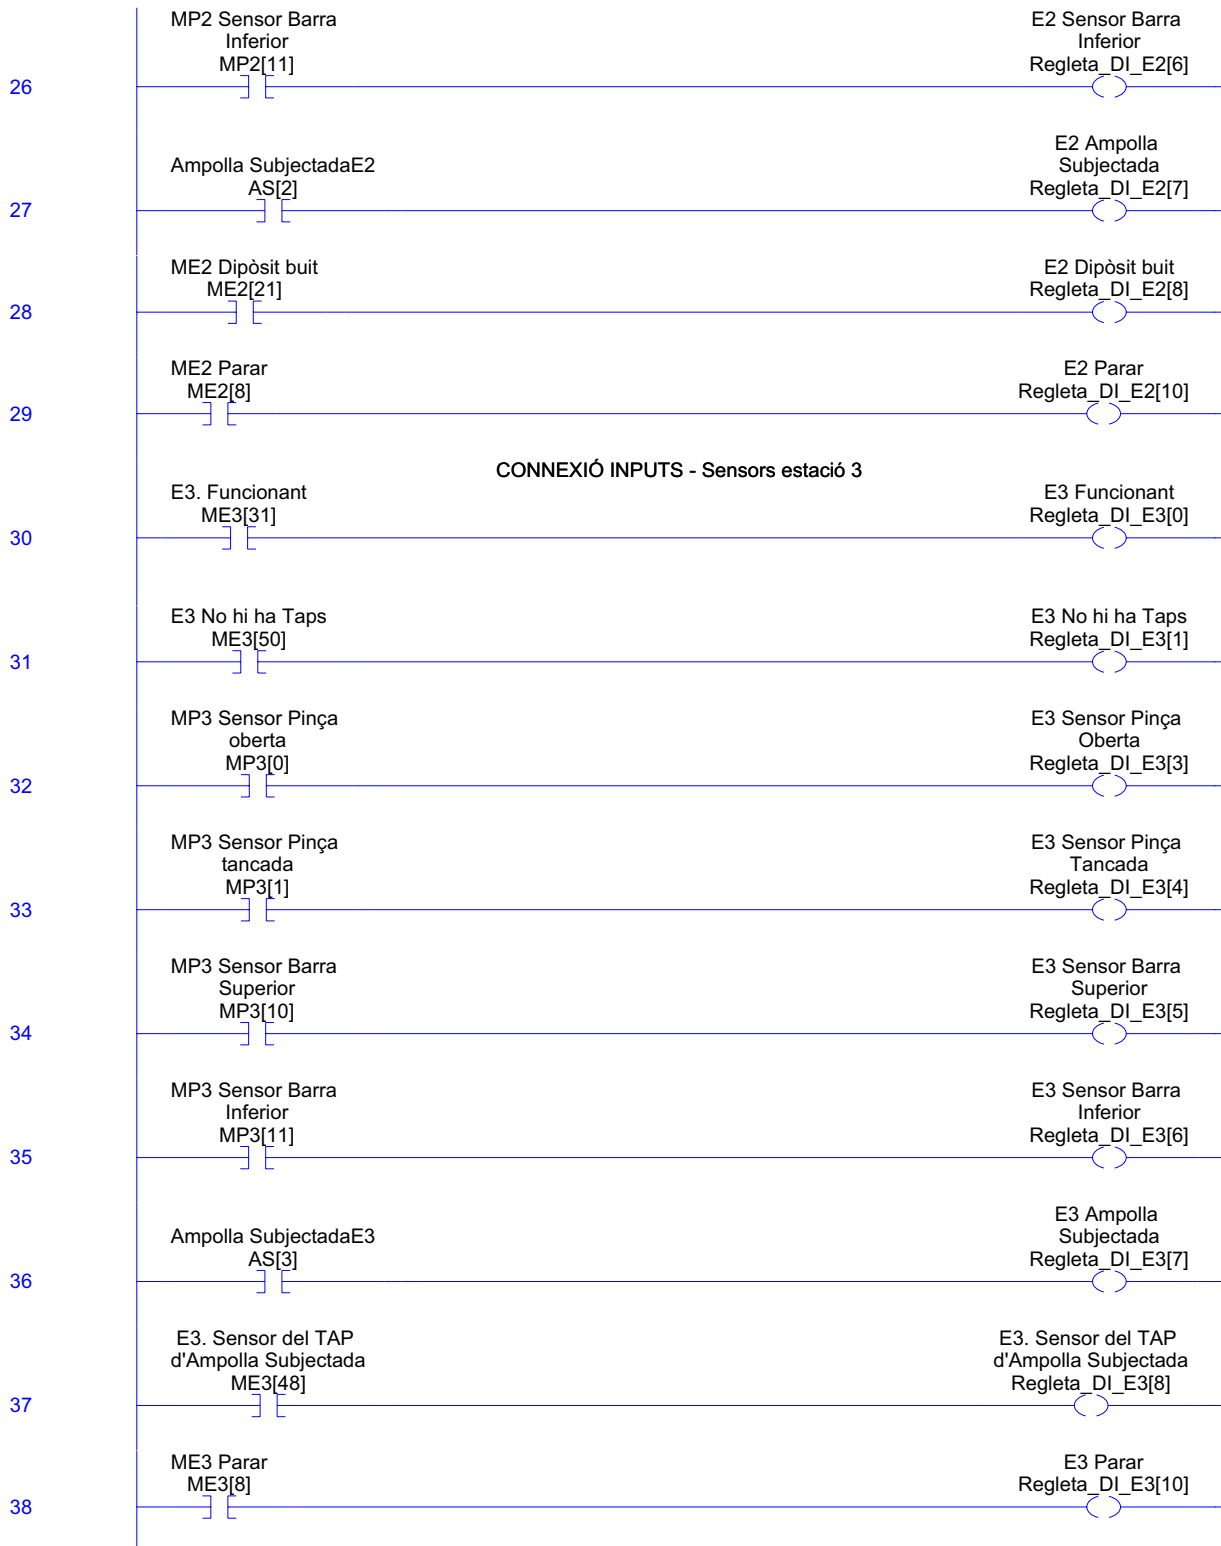 MP2 Sensor Barra
Inferior
MP2[11]
E2 Sensor Barra
Inferior
Regleta_DI_E2[6]
26
Ampolla SubjectadaE2
AS[2]
E2 Ampolla
Subjectada
Regleta_DI_E2[7]
27
ME2 Dipòsit buit
ME2[21]
E2 Dipòsit buit
Regleta_DI_E2[8]
28
ME2 Parar
ME2[8]
E2 Parar
Regleta_DI_E2[10]
29
CONNEXIÓ INPUTS - Sensors estació 3
E3. Funcionant
ME3[31]
E3 Funcionant
Regleta_DI_E3[0]
30
E3 No hi ha Taps
ME3[50]
E3 No hi ha Taps
Regleta_DI_E3[1]
31
MP3 Sensor Pinça
oberta
MP3[0]
E3 Sensor Pinça
Oberta
Regleta_DI_E3[3]
32
MP3 Sensor Pinça
tancada
MP3[1]
E3 Sensor Pinça
Tancada
Regleta_DI_E3[4]
33
MP3 Sensor Barra
Superior
MP3[10]
E3 Sensor Barra
Superior
Regleta_DI_E3[5]
34
MP3 Sensor Barra
Inferior
MP3[11]
E3 Sensor Barra
Inferior
Regleta_DI_E3[6]
35
Ampolla SubjectadaE3
AS[3]
E3 Ampolla
Subjectada
Regleta_DI_E3[7]
36
E3. Sensor del TAP
d'Ampolla Subjectada
ME3[48]
E3. Sensor del TAP
d'Ampolla Subjectada
Regleta_DI_E3[8]
37
ME3 Parar
ME3[8]
E3 Parar
Regleta_DI_E3[10]
38